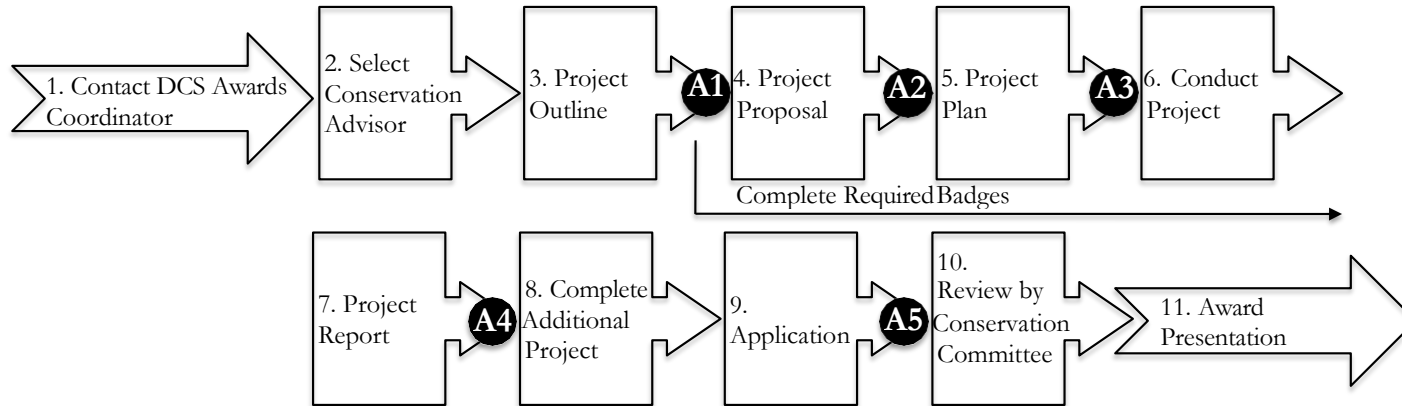 1. Contact DCS Awards
Coordinator
2. Select
Conservation
Advisor
3. Project
Outline
A1
4. Project
Proposal
A2
5. Project
Plan
A3
6. Conduct
Project
Complete Required Badges
7. Project
Report
A4
8. Complete
Additional
Project
9.
Application
A5
10.
Review by
Conservation
Committee
11. Award
Presentation